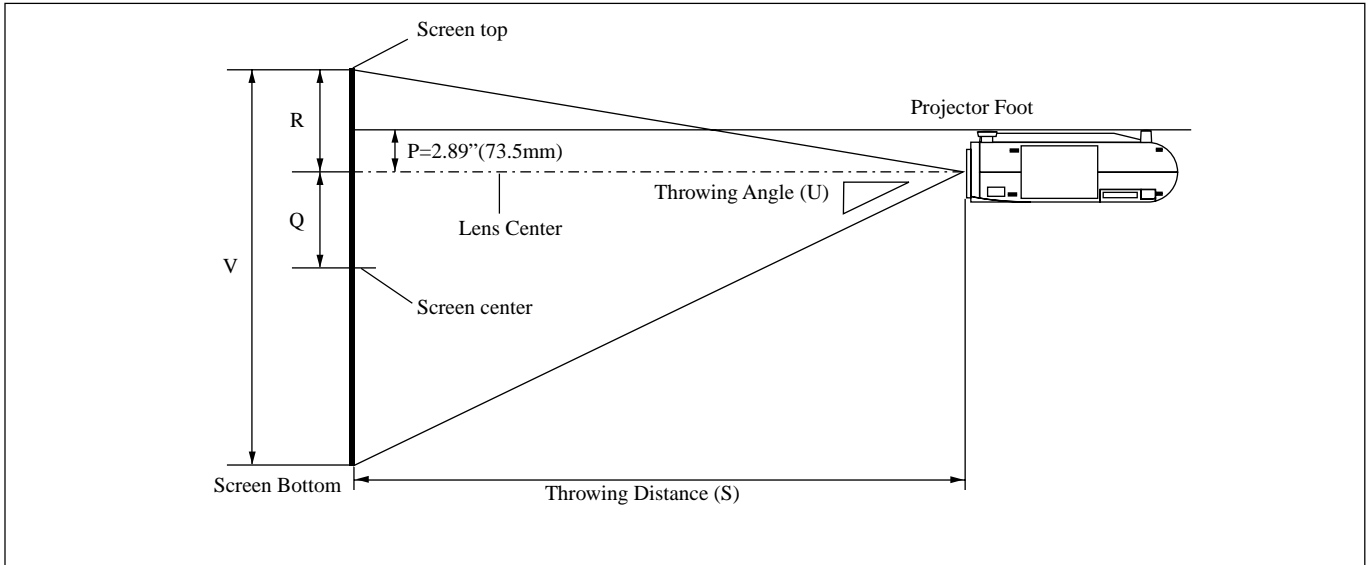 Screen top
Projector Foot
R
P=2.89”(73.5mm)
Throwing Angle (U)
Q
Lens Center
V
Screen center
Screen Bottom
Throwing Distance (S)